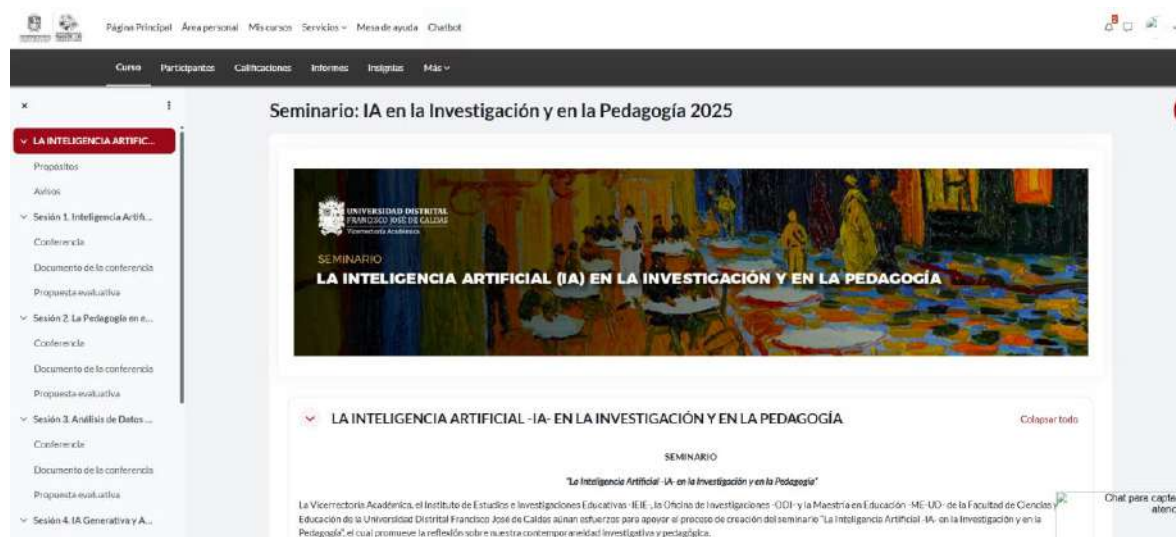 Página Principal Área personal Mis cursos Servicios Mesa de ayuda Chatbot
8
Curso Participantes Calificaciones Informes Insignias Más
Seminario: IA en la Investigación y en la Pedagogía 2025
LA INTELIGENCIA ARTIFIC...
Propósitos
Avisos
Sesión 1. Inteligencia Artifi...
Conferencia
Documento de la conferencia
Propuesta evaluativa
Sesión 2. La Pedagogía en e...
Conferencia
Documento de la conferencia
Propuesta evaluativa
Sesión 3. Análisis de Datos ...
Conferencia
Documento de la conferencia
Propuesta evaluativa
Sesión 4. IA Generativa y A...
UNIVERSIDAD DISTRITAL
FRANCISCO JOSÉ DE CALDAS
Vicerrectoría Académica
SEMINARIO
LA INTELIGENCIA ARTIFICIAL (IA) EN LA INVESTIGACIÓN Y EN LA PEDAGOGÍA
LA INTELIGENCIA ARTIFICIAL -IA- EN LA INVESTIGACIÓN Y EN LA PEDAGOGÍA
Colapsar todo
SEMINARIO
"La Inteligencia Artificial -IA- en la Investigación y en la Pedagogía"
La Vicerrectoría Académica, el Instituto de Estudios e Investigaciones Educativas -IEIE-, la Oficina de Investigaciones -ODI- y la Maestría en Educación -ME-UD- de la Facultad de Ciencias y
Educación de la Universidad Distrital Francisco José de Caldas aúnan esfuerzos para apoyar el proceso de creación del seminario "La Inteligencia Artificial -IA- en la Investigación y en la
Pedagogía", el cual promueve la reflexión sobre nuestra contemporaneidad investigativa y pedagógica.
Chat para capte
atenc